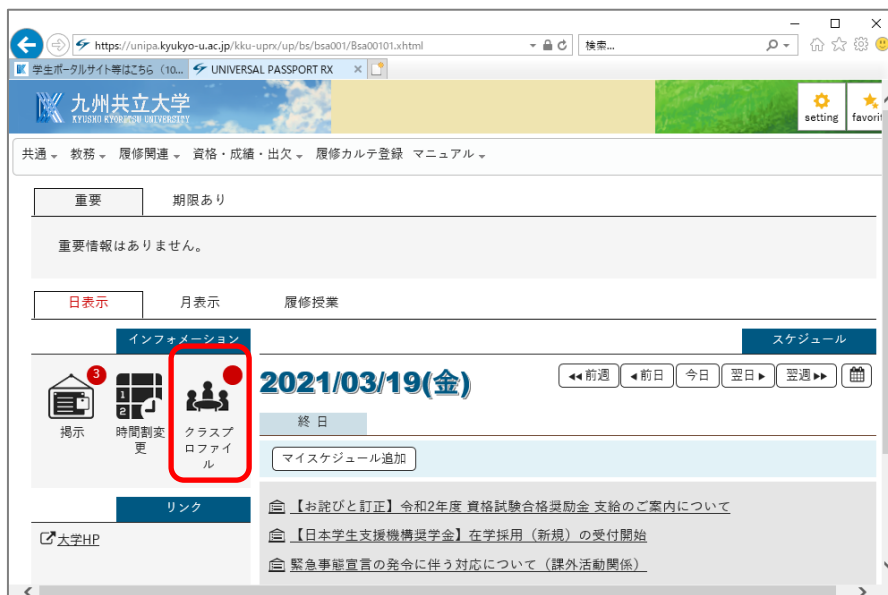 https://unipa.kyukyo-u.ac.jp/kku-uprx/up/bs/bsa001/Bsa00101.xhtml
検索...
学生ポータルサイト等はこちら（10...
UNIVERSAL PASSPORT RX
九州共立大学
KYUSHU KYORITSU UNIVERSITY
setting
favorit
共通 教務 履修関連 資格・成績・出欠 履修カルテ登録 マニュアル
重要 期限あり
重要情報はありません。
日表示 月表示 履修授業
インフォメーション
スケジュール
3
1
2
掲示
時間割変
更
クラスプ
ロファイ
ル
2021/03/19(金)
前週 前日 今日 翌日 翌週
終日
マイスケジュール追加
リンク
大学HP
【お詫びと訂正】令和2年度 資格試験合格奨励金 支給のご案内について
【日本学生支援機構奨学金】在学採用（新規）の受付開始
緊急事態宣言の発令に伴う対応について（課外活動関係）